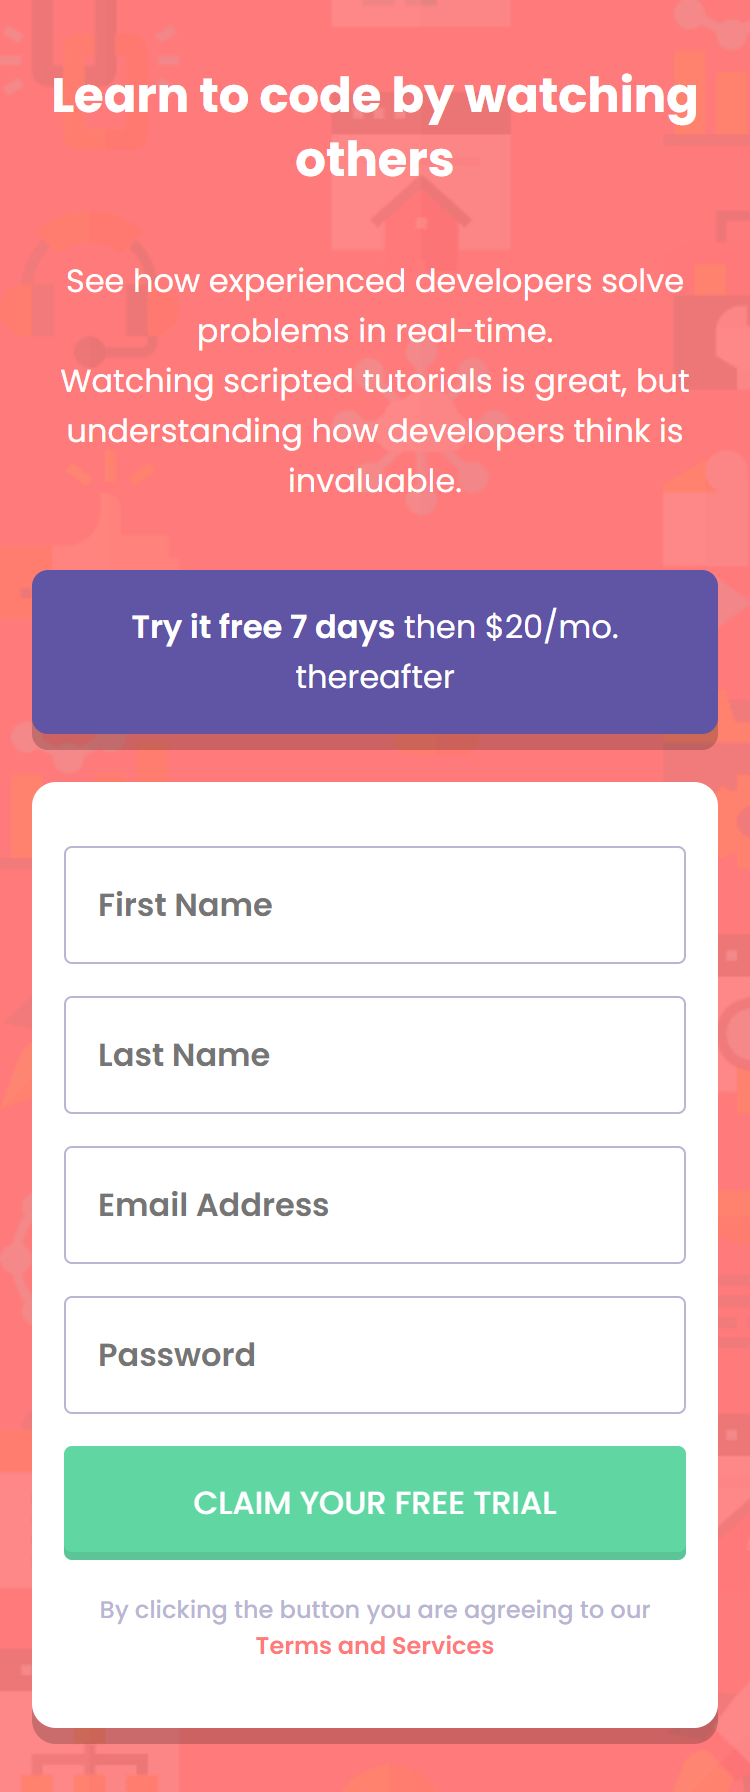 Learn to code by watching
others
See how experienced developers solve
problems in real-time.
Watching scripted tutorials is great, but
understanding how developers think is
invaluable.
Try it free 7 days then $20/mo.
thereafter
First Name
Last Name
Email Address
Password
CLAIM YOUR FREE TRIAL
By clicking the button you are agreeing to our
Terms and Services